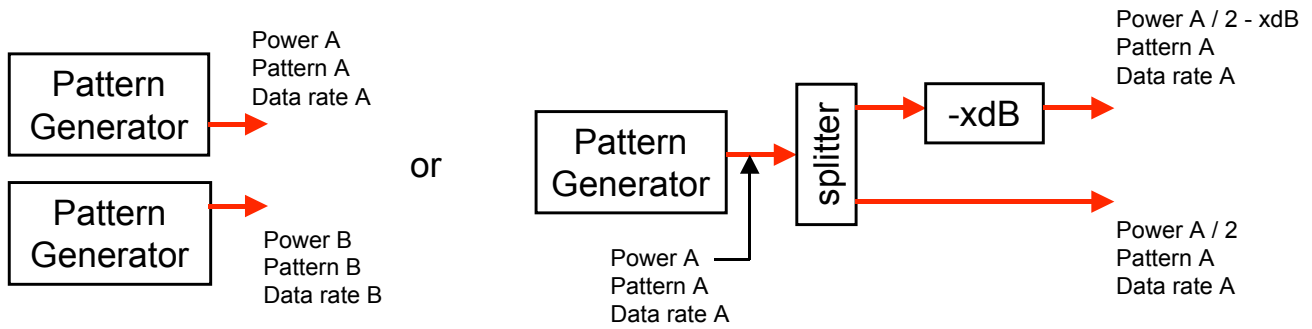 Power A
Pattern A
Data rate A
Pattern
Generator
Pattern
Generator
Power B
Pattern B
Data rate B
or
Pattern
Generator
Power A
Pattern A
Data rate A
splitter
-xdB
Power A / 2 - xdB
Pattern A
Data rate A
Power A / 2
Pattern A
Data rate A